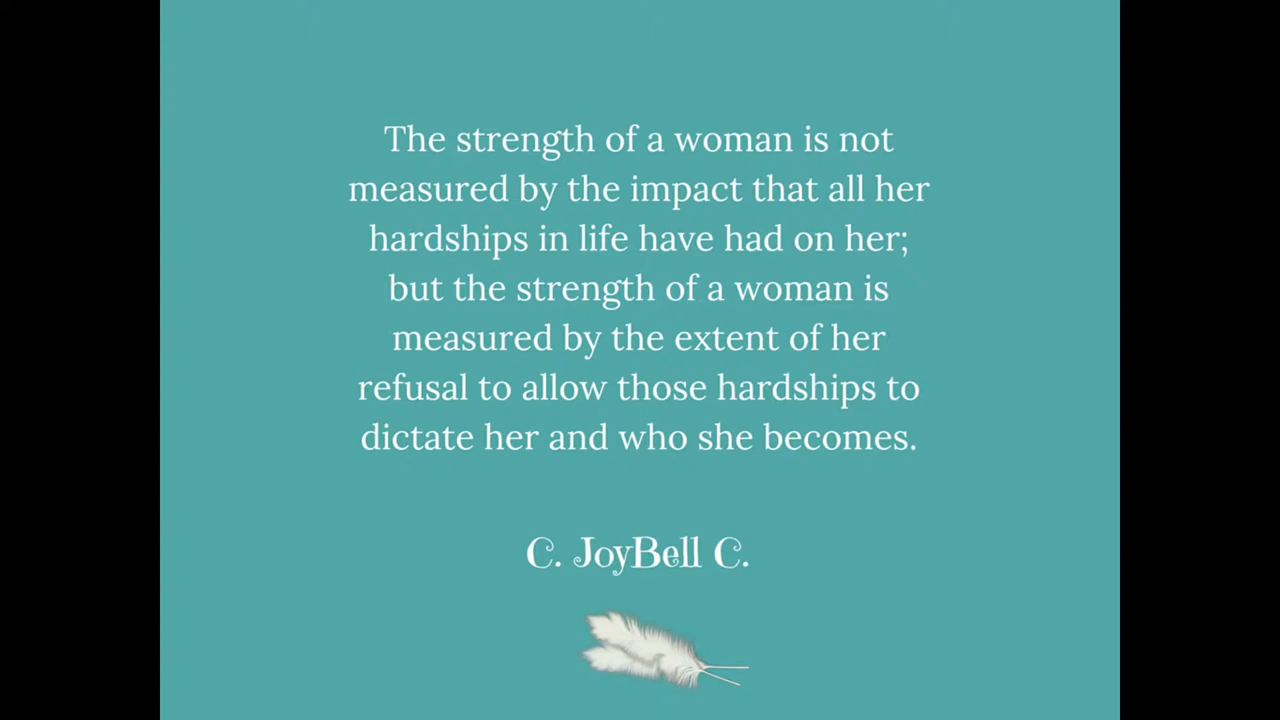 The strength of a woman is not
measured by the impact that all her
hardships in life have had on her;
but the strength of a woman is
measured by the extent of her
refusal to allow those hardships to
dictate her and who she becomes.
C. JoyBell C.